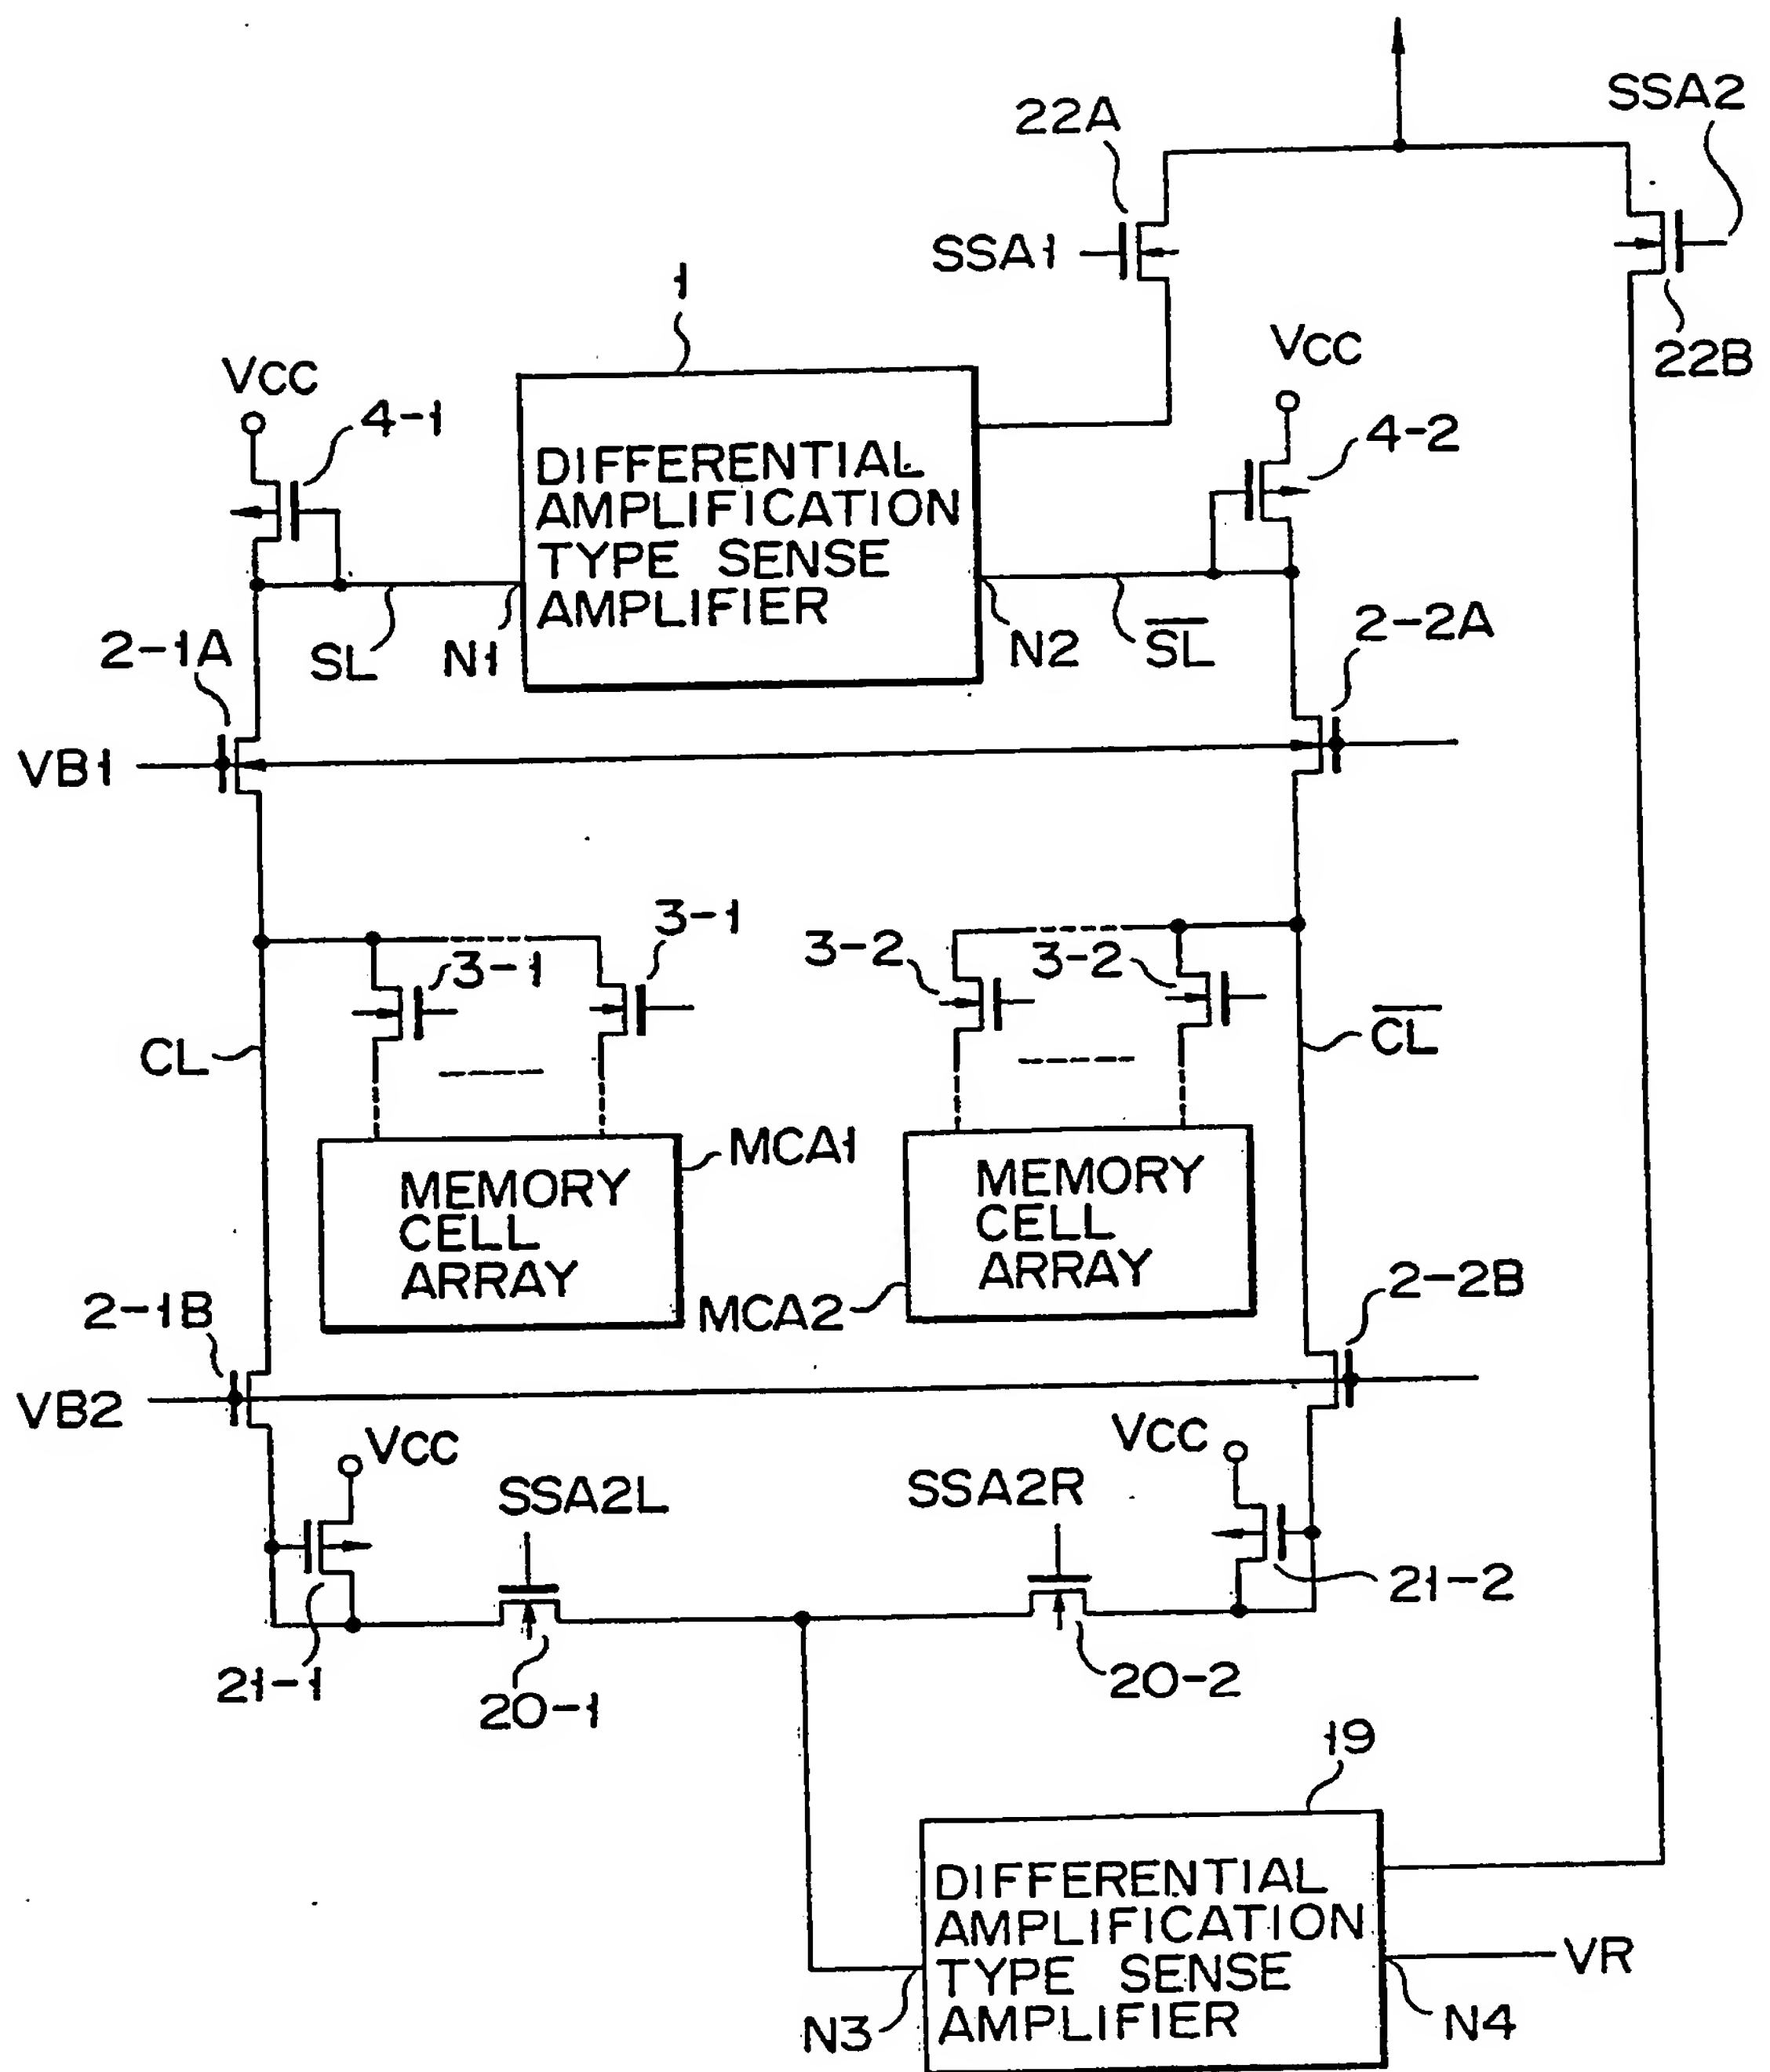 SSA2
22A
SSA1
22B
1
VCC
VCC
4-1
4-2
DIFFERENTIAL
AMPLIFICATION
TYPE SENSE
AMPLIFIER
2-1A
SL
N1
N2
SL
2-2A
VB1
3-1
3-1
3-2
3-2
CL
CL
MCA1
MEMORY
CELL
ARRAY
MEMORY
CELL
ARRAY
MCA2
2-1B
2-2B
VB2
VCC
VCC
SSA2L
SSA2R
21-1
20-1
20-2
21-2
19
DIFFERENTIAL
AMPLIFICATION
TYPE SENSE
AMPLIFIER
VR
N3
N4